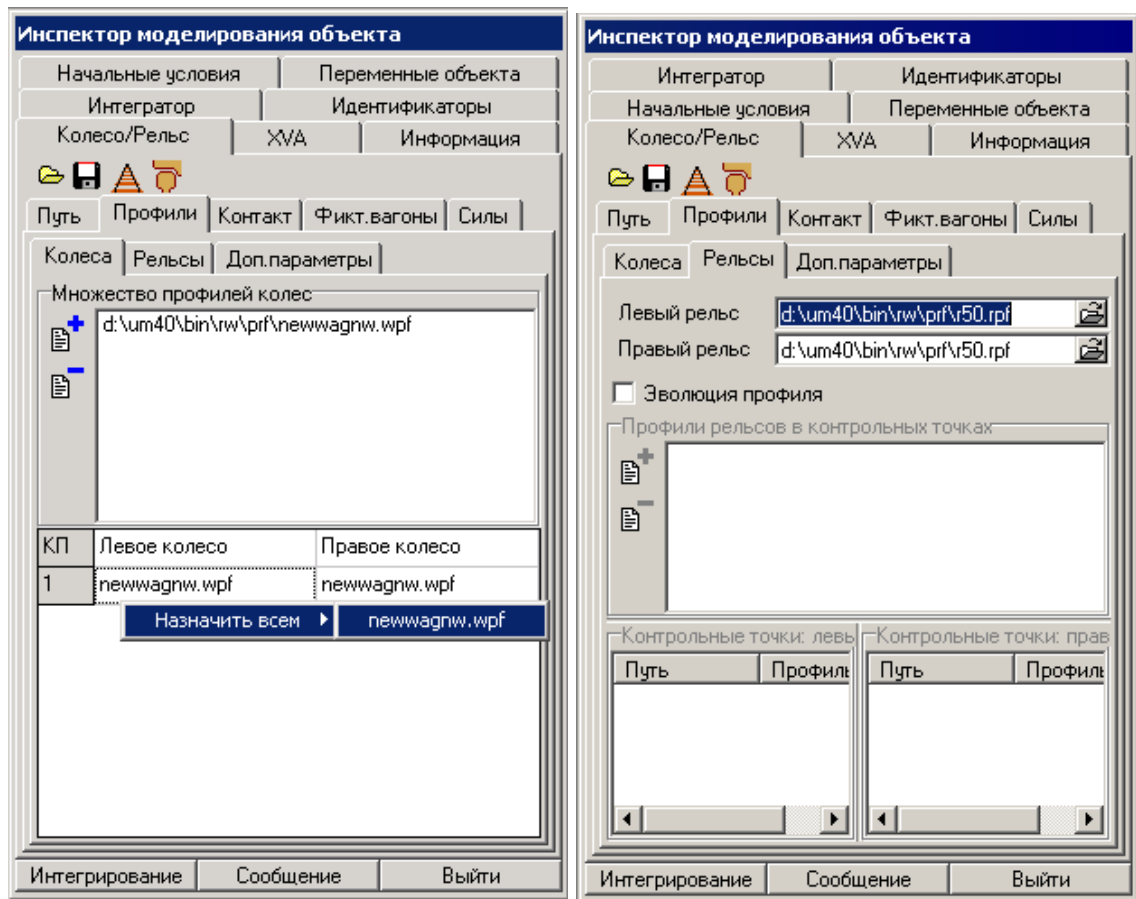 Инспектор моделирования объекта
Начальные условия Переменные объекта
Интегратор Идентификаторы
Колесо/Рельс XVA Информация
Путь Профили Контакт Фикт.вагоны Силы
Колеса Рельсы Доп.параметры
Множество профилей колес
d:\um40\bin\rw\prf\newwagnw.wpf
КП Левое колесо Правое колесо
1 newwagnw.wpf newwagnw.wpf
Назначить всем newwagnw.wpf
Интегрирование Сообщение Выйти
Инспектор моделирования объекта
Интегратор Идентификаторы
Начальные условия Переменные объекта
Колесо/Рельс XVA Информация
Путь Профили Контакт Фикт.вагоны Силы
Колеса Рельсы Доп.параметры
Левый рельс d:\um40\bin\rw\prf\r50.rpf
Правый рельс d:\um40\bin\rw\prf\r50.rpf
Эволюция профиля
Профили рельсов в контрольных точках
Контрольные точки: левы Контрольные точки: прав
Путь Профиль Путь Профиль
Интегрирование Сообщение Выйти